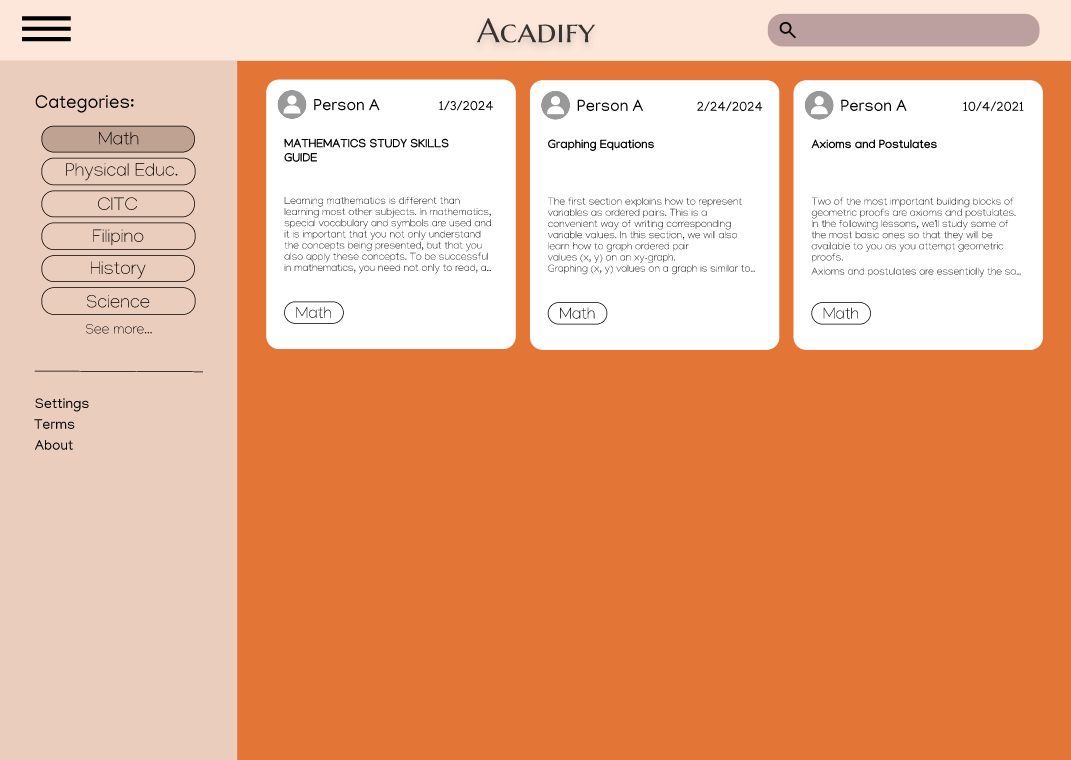 ACADIFY
Categories:
Math
Physical Educ.
CITC
Filipino
History
Science
See more...
Settings
Terms
About
Person A
1/3/2024
MATHEMATICS STUDY SKILLS
GUIDE
Learning mathematics is different than
learning most other subjects. In mathematics,
special vocabulary and symbols are used and
it is important that you not only understand
the concepts being presented, but that you
also apply these concepts. To be successful
in mathematics, you need not only to read, a...
Math
Person A
2/24/2024
Graphing Equations
The first section explains how to represent
variables as ordered pairs. This is a
convenient way of writing corresponding
variable values. In this section, we will also
learn how to graph ordered pair
values (x, y) on an xy-graph.
Graphing (x, y) values on a graph is similar to...
Math
Person A
10/4/2021
Axioms and Postulates
Two of the most important building blocks of
geometric proofs are axioms and postulates.
In the following lessons, we'll study some of
the most basic ones so that they will be
available to you as you attempt geometric
proofs.
Axioms and postulates are essentially the sa...
Math